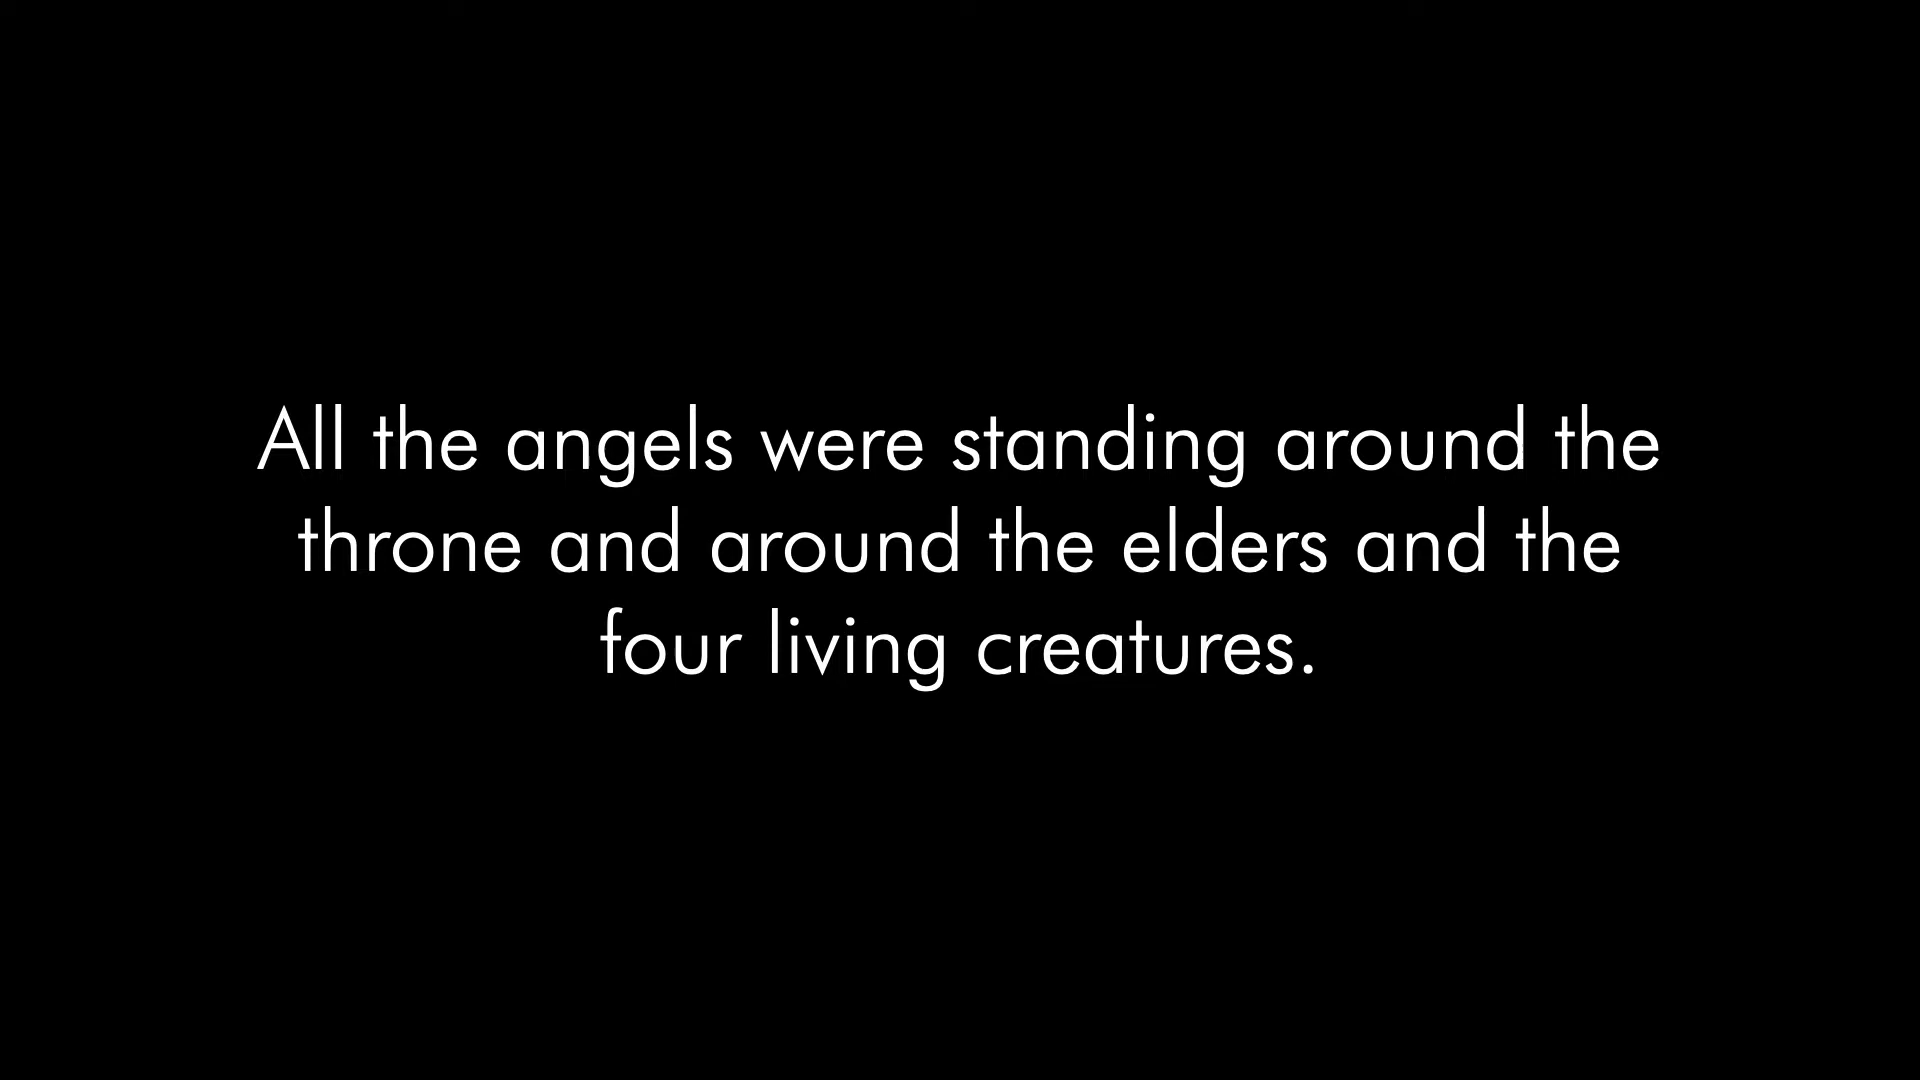 All the angels were standing around the
throne and around the elders and the
four living creatures.